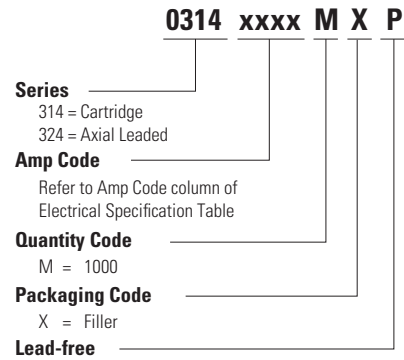 0314 xxxx M X P
Series
314 = Cartridge
324 = Axial Leaded
Amp Code
Refer to Amp Code column of
Electrical Specification Table
Quantity Code
M = 1000
Packaging Code
X = Filler
Lead-free